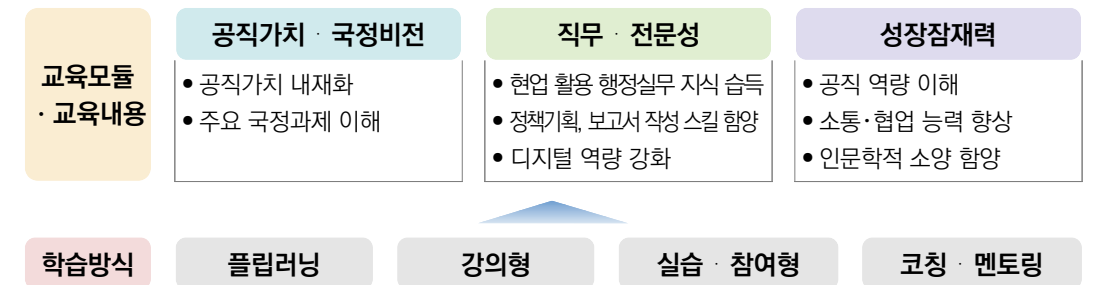 교육모듈
· 교육내용
공직가치 · 국정비전
• 공직가치 내재화
• 주요 국정과제 이해
직무 · 전문성
• 현업 활용 행정실무 지식 습득
• 정책기획, 보고서 작성 스킬 함양
• 디지털 역량 강화
성장잠재력
• 공직 역량 이해
• 소통·협업 능력 향상
• 인문학적 소양 함양
학습방식
플립러닝
강의형
실습 · 참여형
코칭 · 멘토링